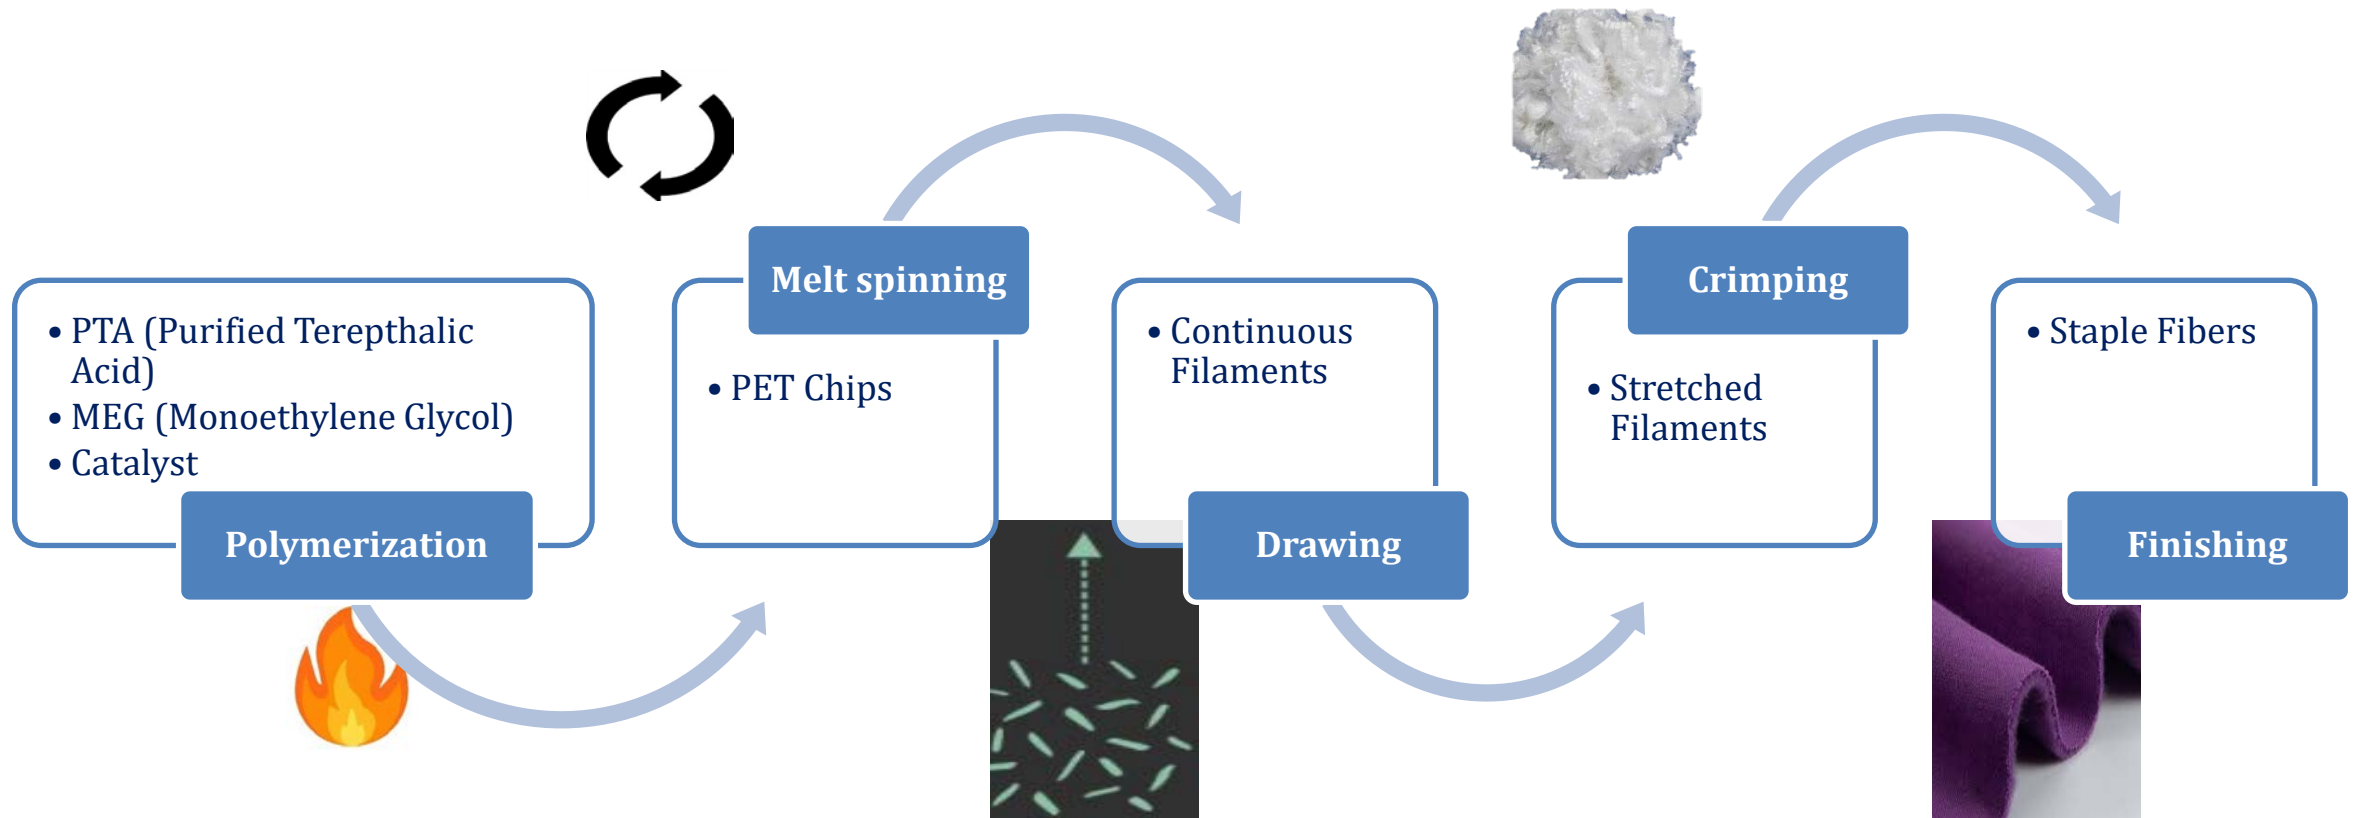 • PTA (Purified Terepthalic
Acid)
• MEG (Monoethylene Glycol)
• Catalyst
Polymerization
Melt spinning
• PET Chips
• Continuous
Filaments
Drawing
Crimping
• Stretched
Filaments
• Staple Fibers
Finishing